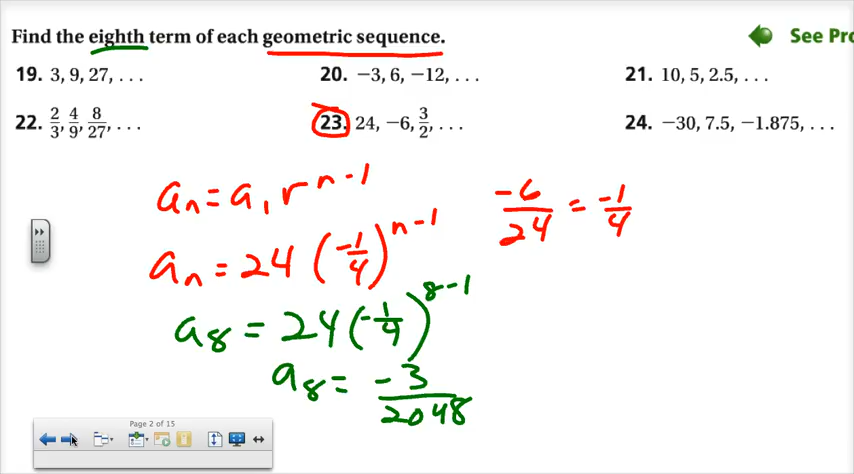 Find the eighth term of each geometric sequence.
See Pro
19. 3, 9, 27, . . .
20. −3, 6, −12, . . .
21. 10, 5, 2.5, . . .
22. 2/3, 4/9, 8/27, . . .
23. 24, −6, 3/2, . . .
24. −30, 7.5, −1.875, . . .
aₙ = a₁ r^(n−1)
−6/24 = −1/4
aₙ = 24 (−1/4)^(n−1)
a₈ = 24 (−1/4)^(8−1)
a₈ = −3/2048
Page 2 of 15